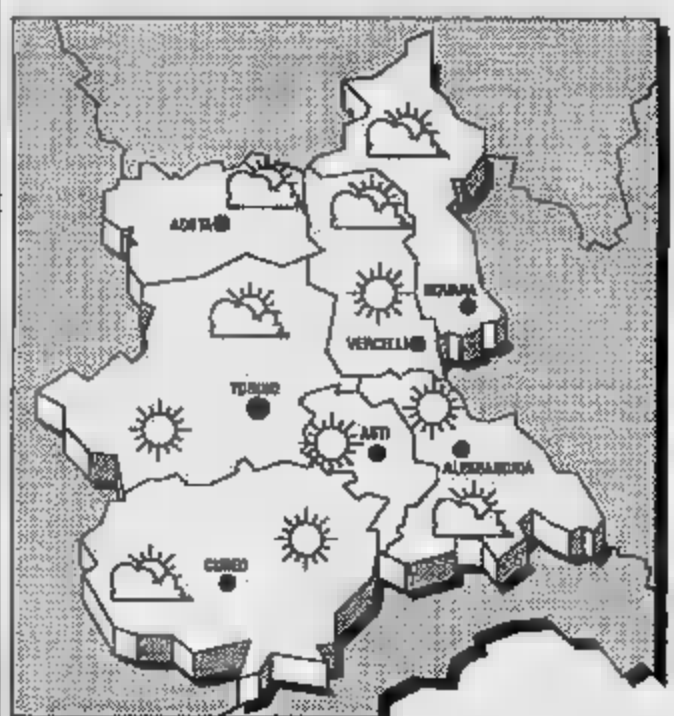 AOSTA
NOVARA
VERCELLI
TORINO
ASTI
ALESSANDRIA
CUNEO